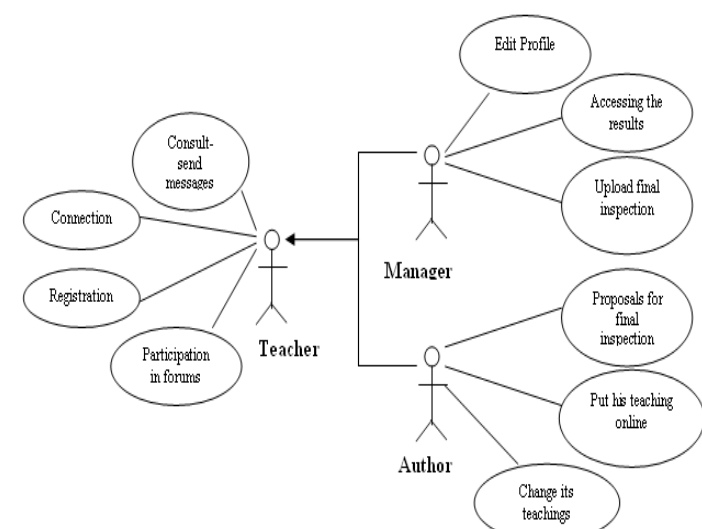 Edit Profile
Accessing the
results
Upload final
inspection
Manager
Consult-
send
messages
Connection
Registration
Participation
in forums
Teacher
Proposals for
final
inspection
Put his teaching
online
Change its
teachings
Author